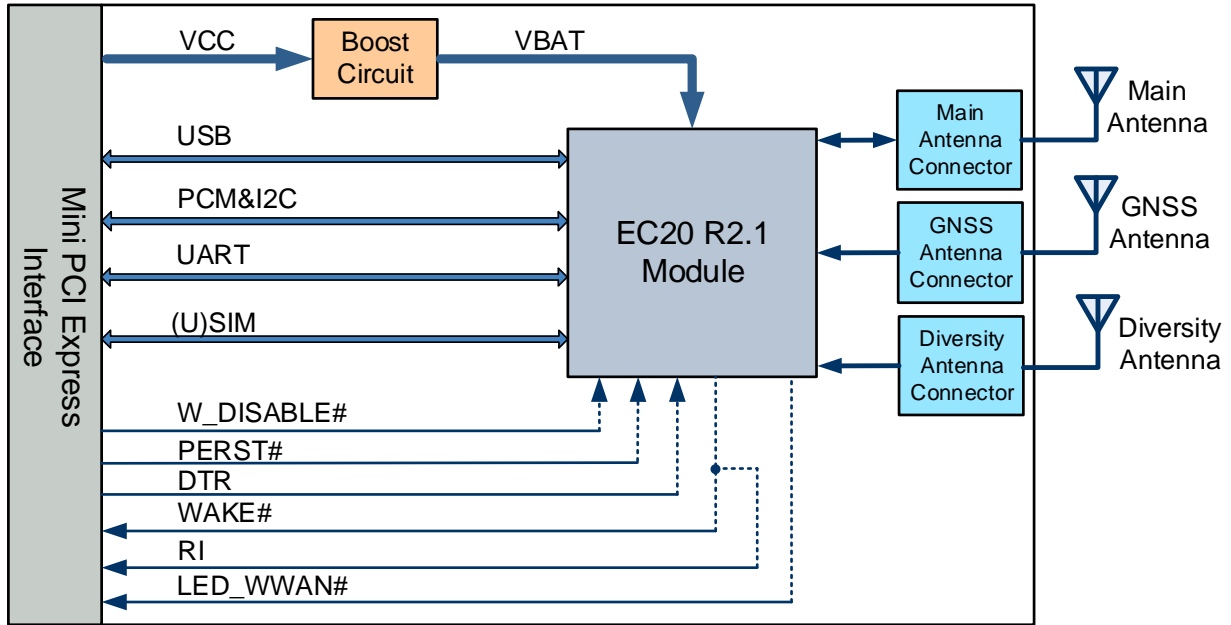 Mini PCI Express
Interface
VCC
Boost
Circuit
VBAT
USB
PCM&I2C
UART
(U)SIM
W_DISABLE#
PERST#
DTR
WAKE#
RI
LED_WWAN#
EC20 R2.1
Module
Main
Antenna
Connector
Main
Antenna
GNSS
Antenna
Connector
GNSS
Antenna
Diversity
Antenna
Connector
Diversity
Antenna